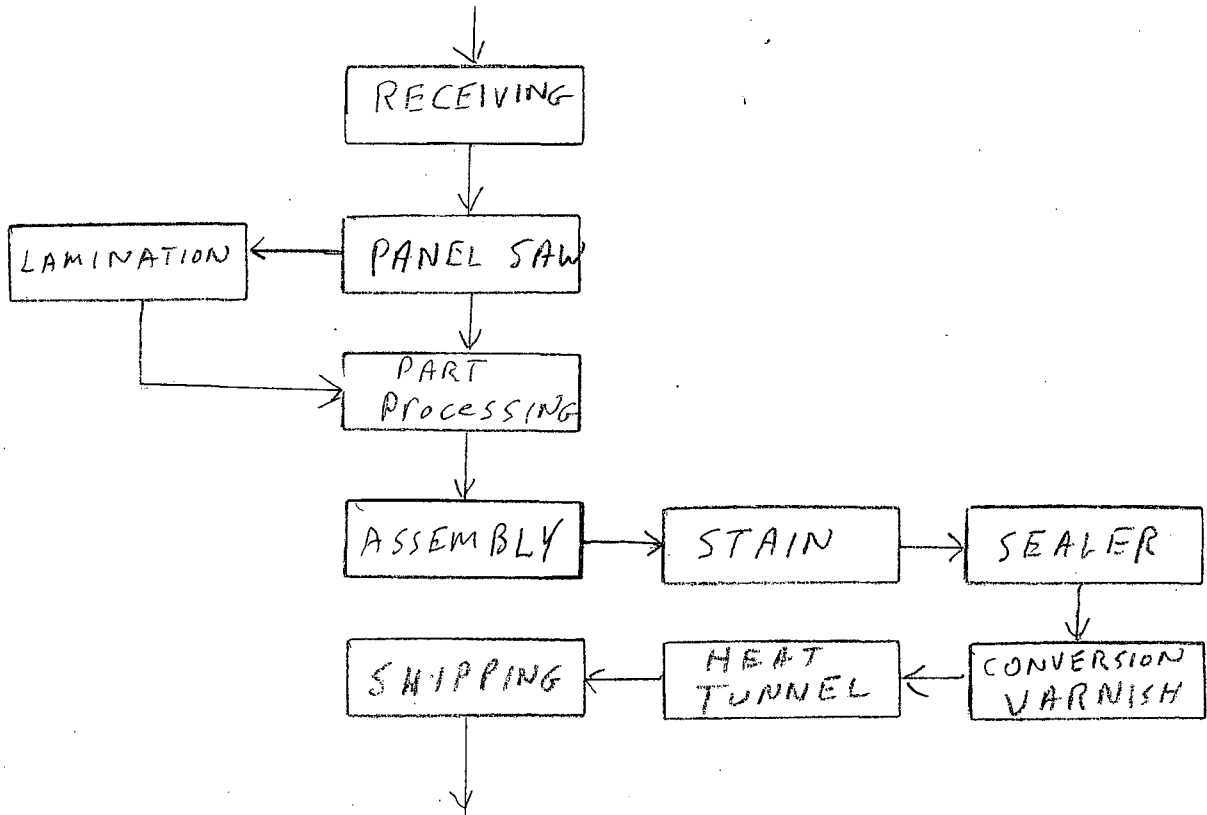 RECEIVING
LAMINATION
PANEL SAW
PART
Processing
ASSEMBLY
STAIN
SEALER
SHIPPING
HEAT
TUNNEL
CONVERSION
VARNISH